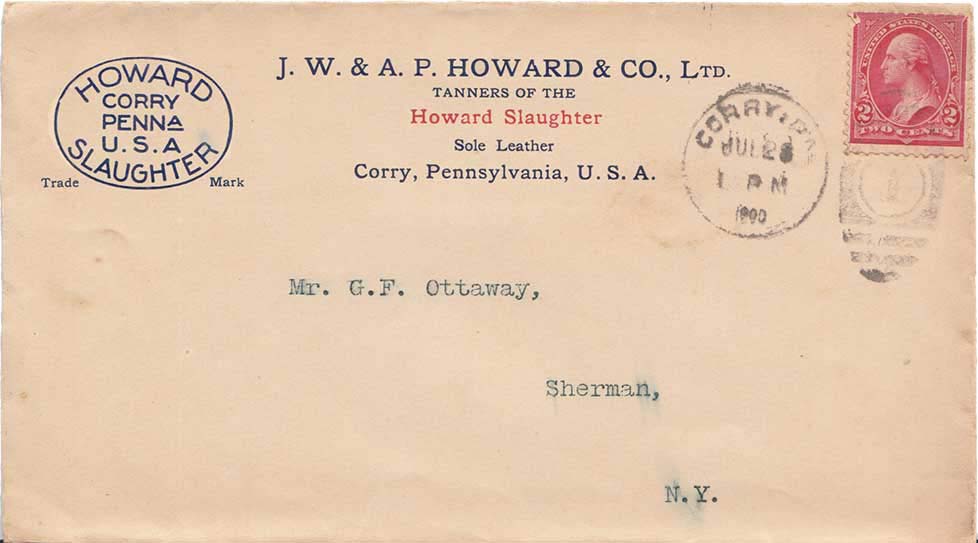 HOWARD
CORRY
PENNA
U.S.A
SLAUGHTER
Trade Mark
J. W. & A. P. HOWARD & CO., LTD.
TANNERS OF THE
Howard Slaughter
Sole Leather
Corry, Pennsylvania, U. S. A.
CORRY, PA
JUL 28
1 PM
1900
UNITED STATES POSTAGE
2 2
TWO CENTS
1
Mr. G.F. Ottaway,
Sherman,
N.Y.